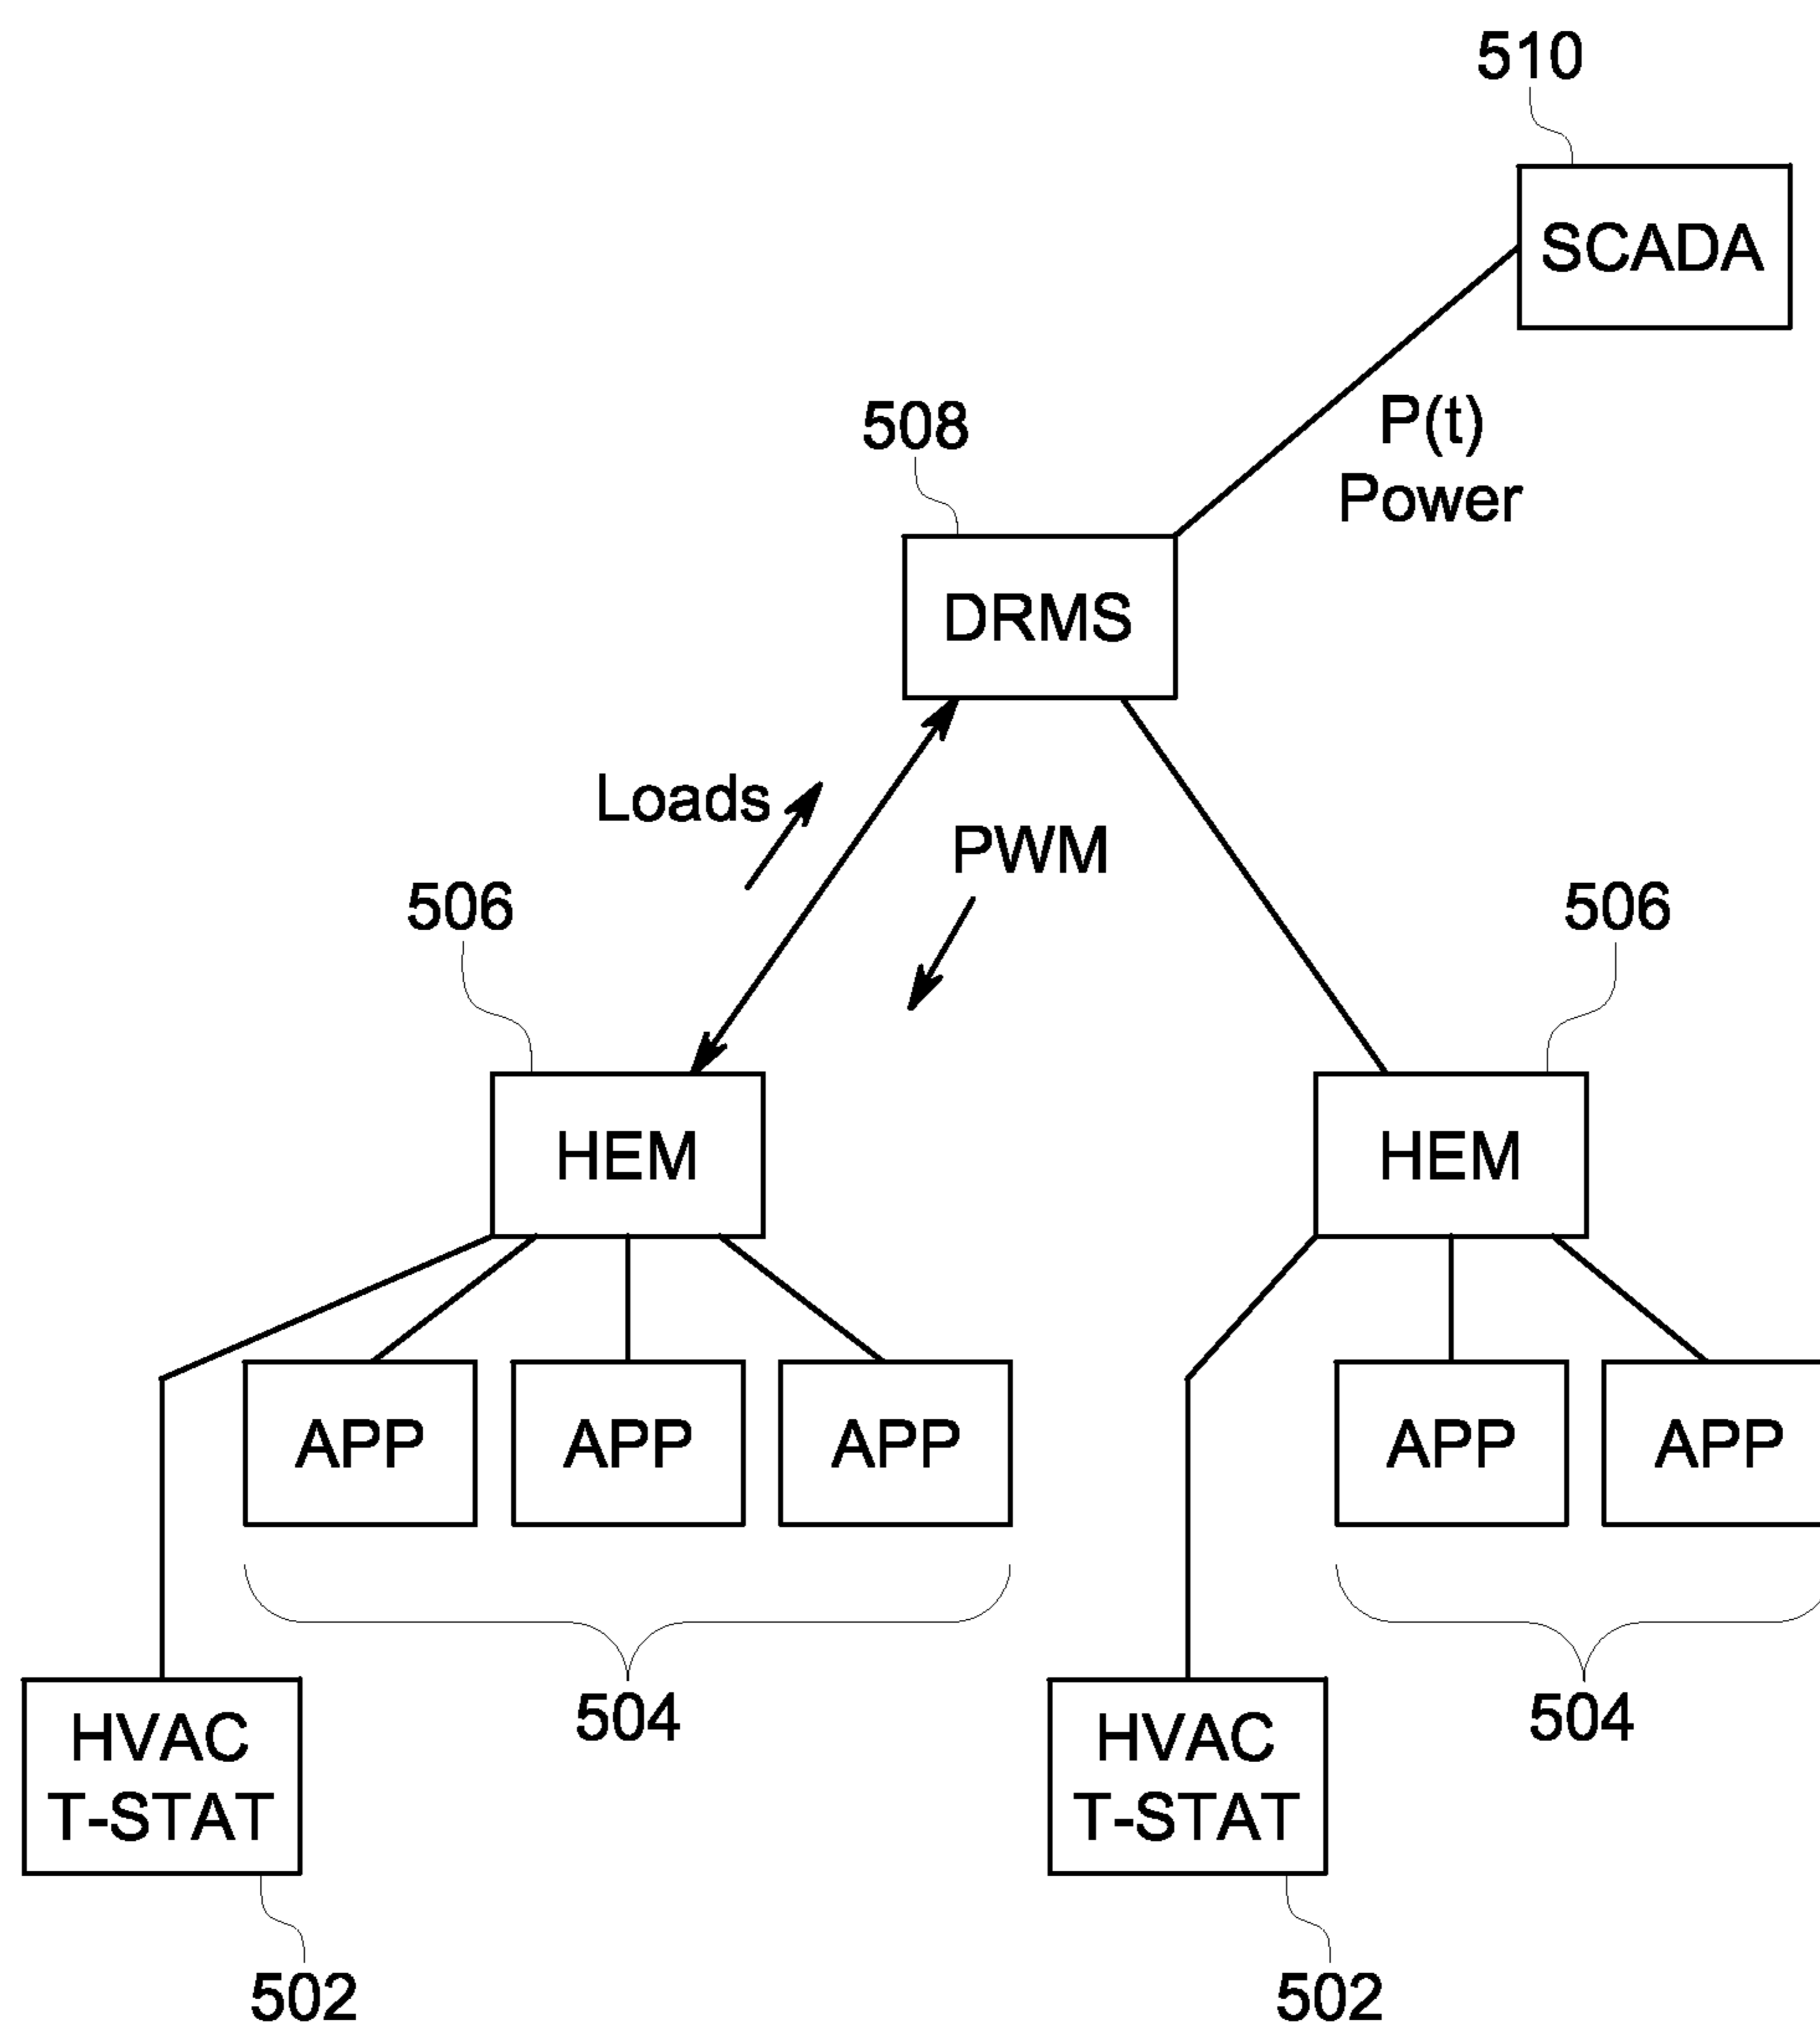 510
SCADA
P(t)
Power
508
DRMS
Loads
PWM
506
506
HEM
HEM
APP
APP
APP
APP
APP
504
504
HVAC
T-STAT
HVAC
T-STAT
502
502